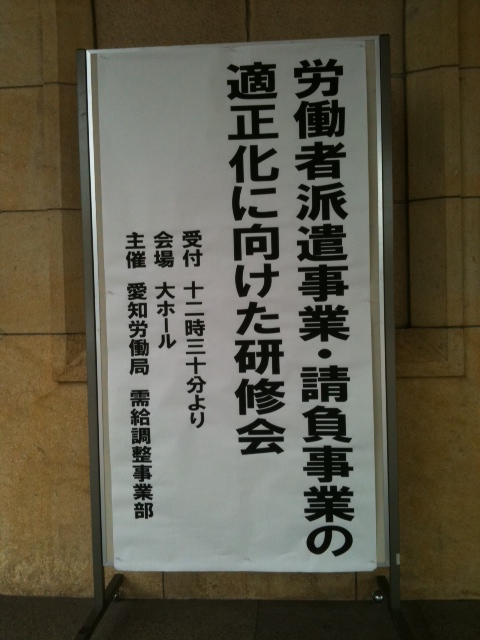 労働者派遣事業・請負事業の
適正化に向けた研修会
受付 十二時三十分より
会場 大ホール
主催 愛知労働局 需給調整事業部